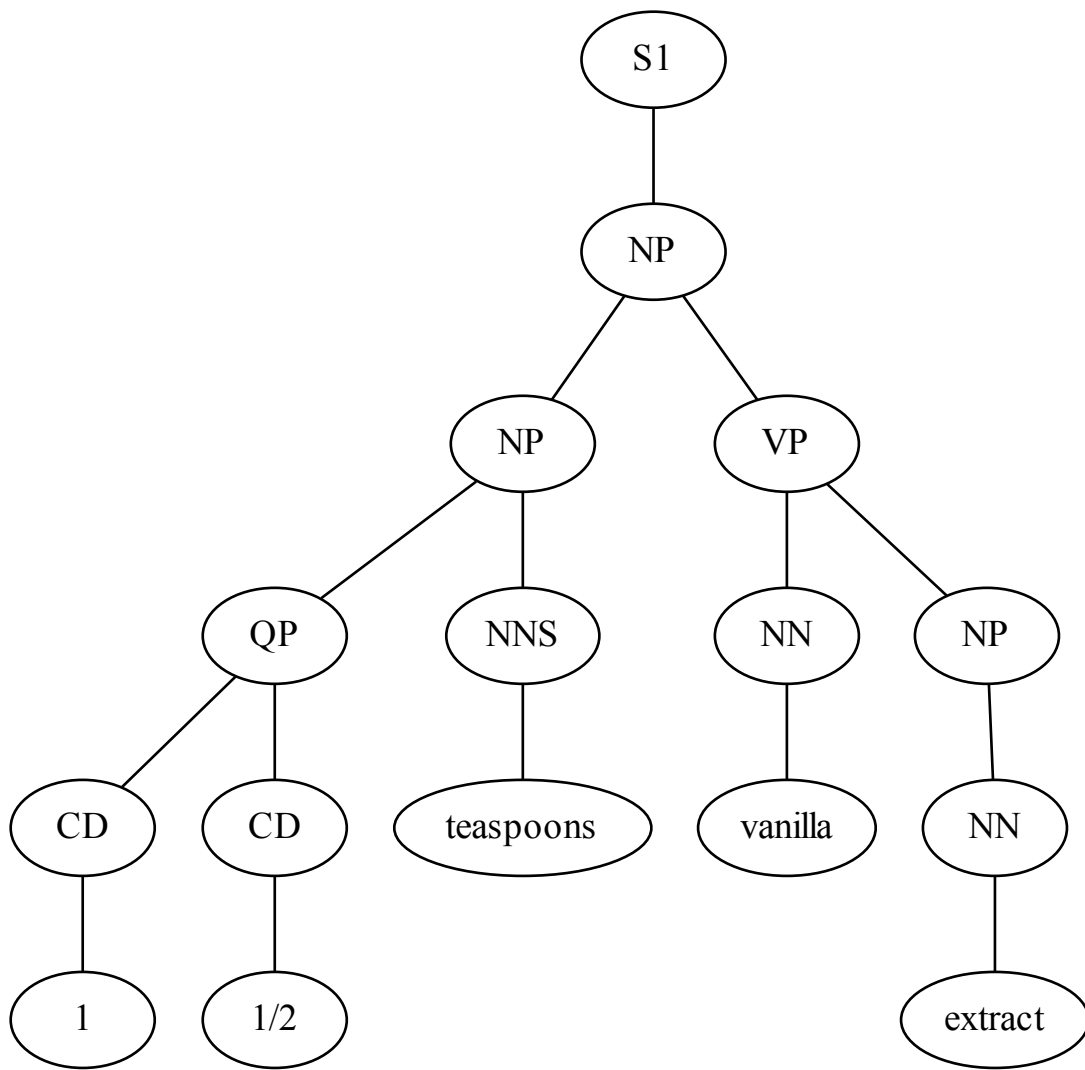 S1
NP
NP VP
QP NNS NN NP
CD CD teaspoons vanilla NN
1 1/2 extract